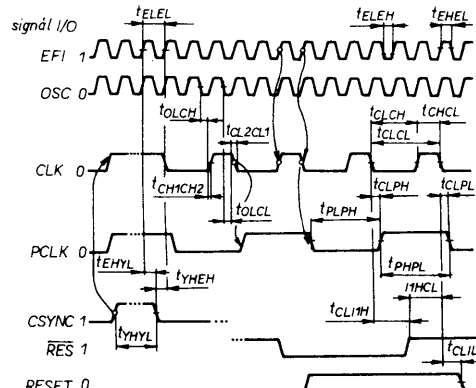 signál I/O
tELEL
tELEH
tEHEL
EFI 1
OSC 0
tOLCH
tCL2CL1
tCLCH
tCHCL
tCLCL
CLK 0
tCH1CH2
tOLCL
tCLPH
tCLPL
tPLPH
PCLK 0
tEHYL
tYHEH
tPHPL
I1HCL
CSYNC 1
tYHYL
tCLI1H
RES 1
tCLIL
RESET 0